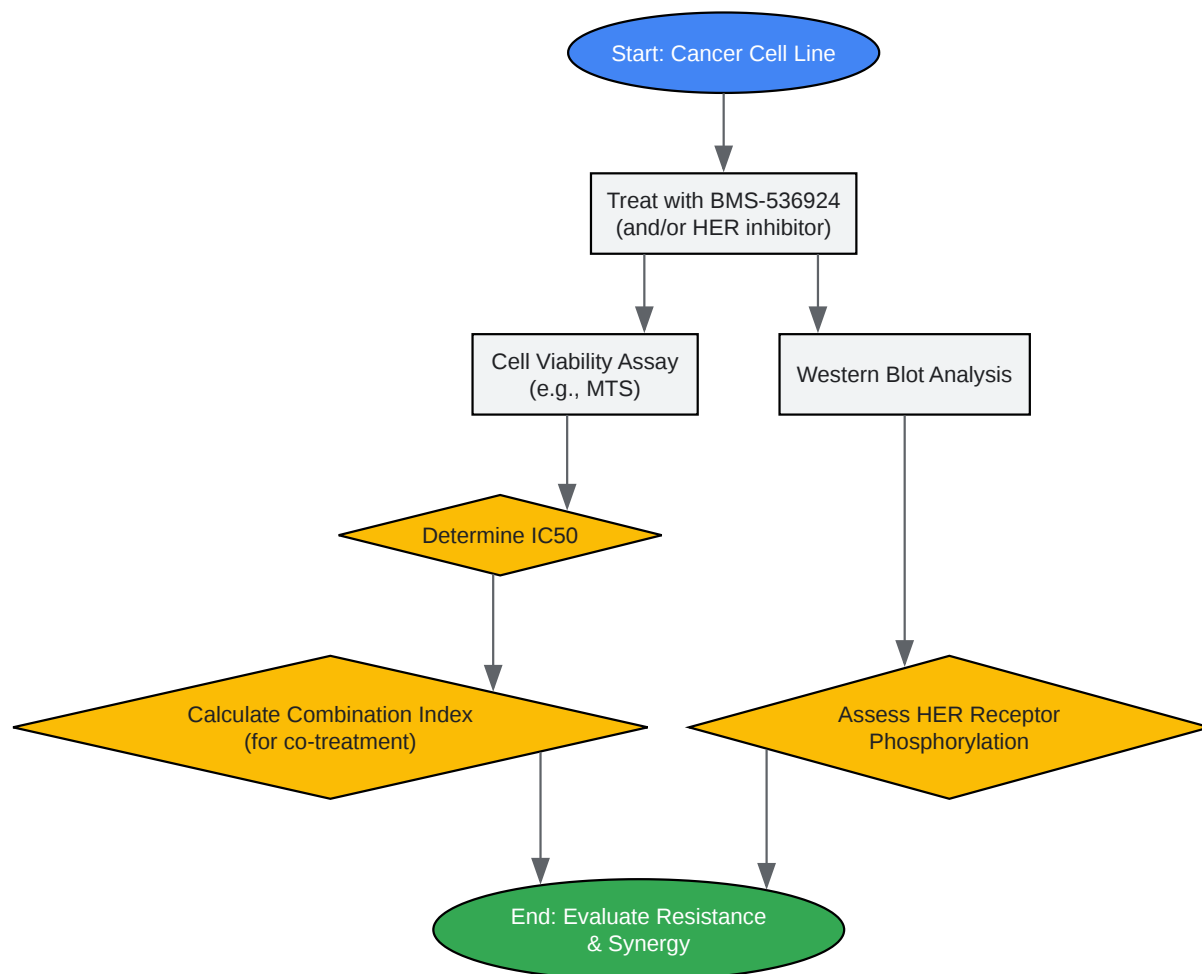 Start: Cancer Cell Line
Treat with BMS-536924
(and/or HER inhibitor)
Cell Viability Assay
(e.g., MTS)
Western Blot Analysis
Determine IC50
Calculate Combination Index
(for co-treatment)
Assess HER Receptor
Phosphorylation
End: Evaluate Resistance
& Synergy